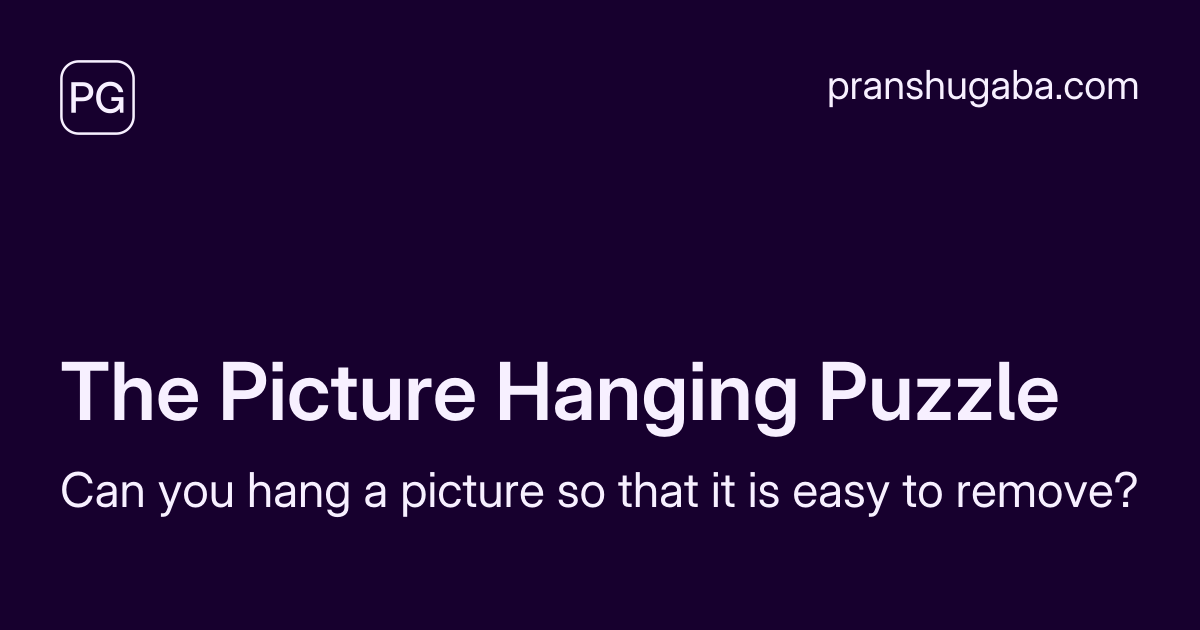 PG
pranshugaba.com
The Picture Hanging Puzzle
Can you hang a picture so that it is easy to remove?